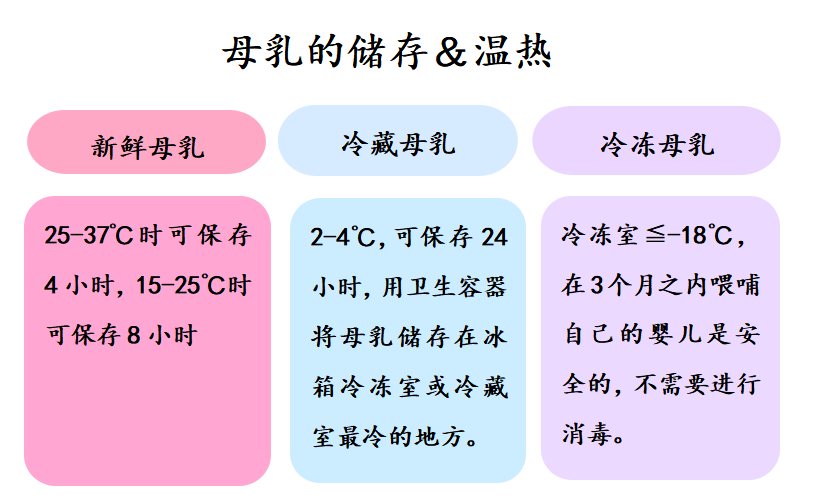 母乳的储存&温热
新鲜母乳
25-37℃时可保存
4小时，15-25℃时
可保存8小时
冷藏母乳
2-4℃，可保存24
小时，用卫生容器
将母乳储存在冰
箱冷冻室或冷藏
室最冷的地方。
冷冻母乳
冷冻室≦-18℃，
在3个月之内喂哺
自己的婴儿是安
全的，不需要进行
消毒。